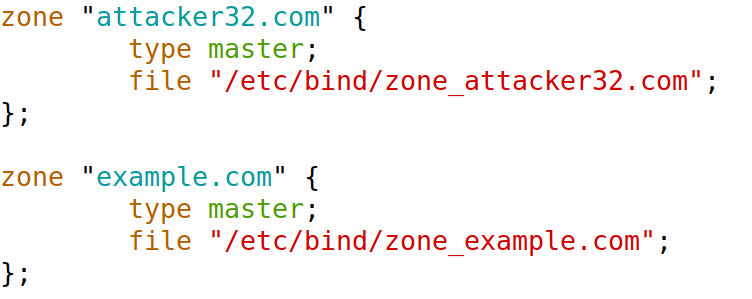 zone "attacker32.com" {
        type master;
        file "/etc/bind/zone_attacker32.com";
};

zone "example.com" {
        type master;
        file "/etc/bind/zone_example.com";
};